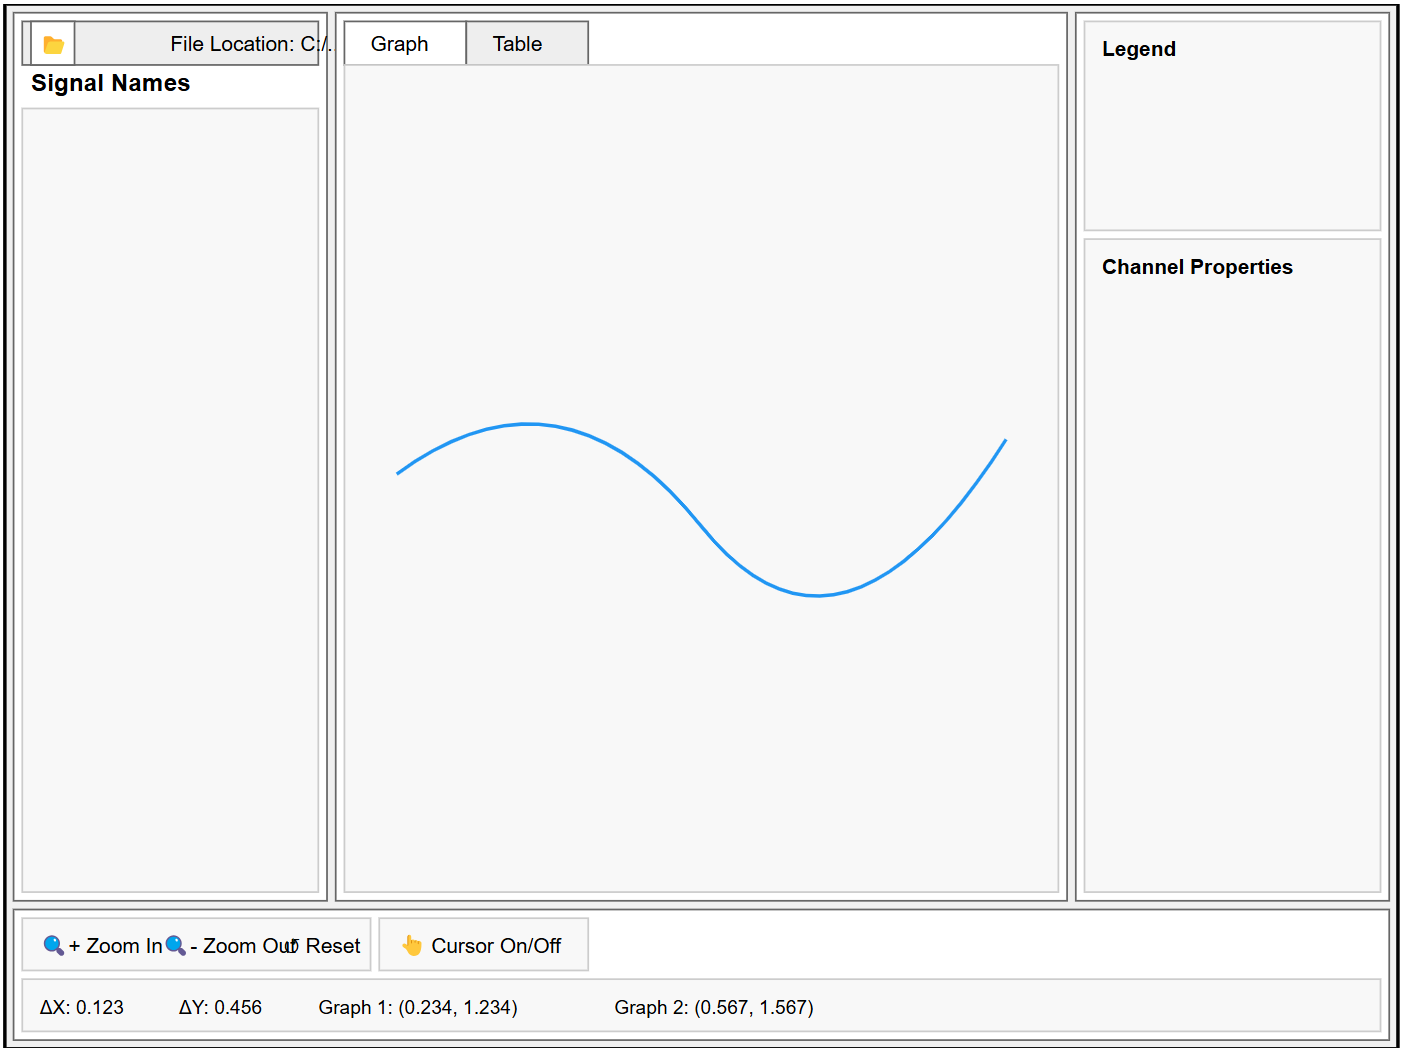 File Location: C:/..
Signal Names
Graph
Table
Legend
Channel Properties
+ Zoom In
- Zoom Out
↺ Reset
Cursor On/Off
ΔX: 0.123
ΔY: 0.456
Graph 1: (0.234, 1.234)
Graph 2: (0.567, 1.567)